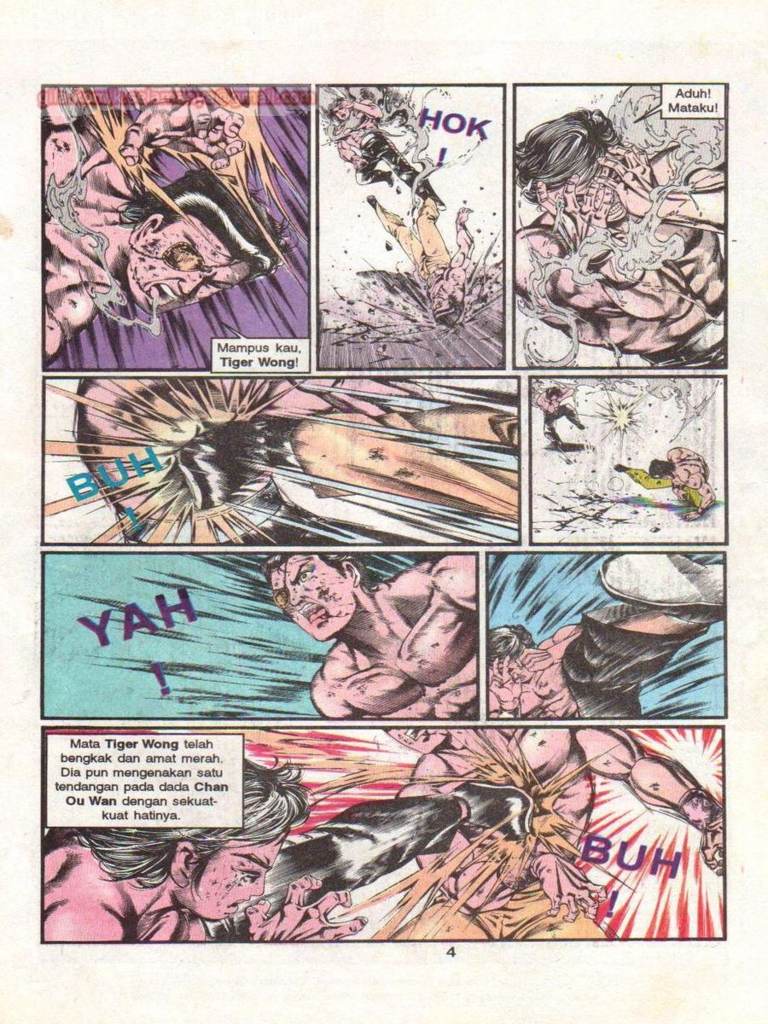 Mampus kau,
Tiger Wong!
HOK
!
Aduh!
Mataku!
BUH
!
YAH
!
Mata Tiger Wong telah
bengkak dan amat merah.
Dia pun mengenakan satu
tendangan pada dada Chan
Ou Wan dengan sekuat-
kuat hatinya.
BUH
!
4